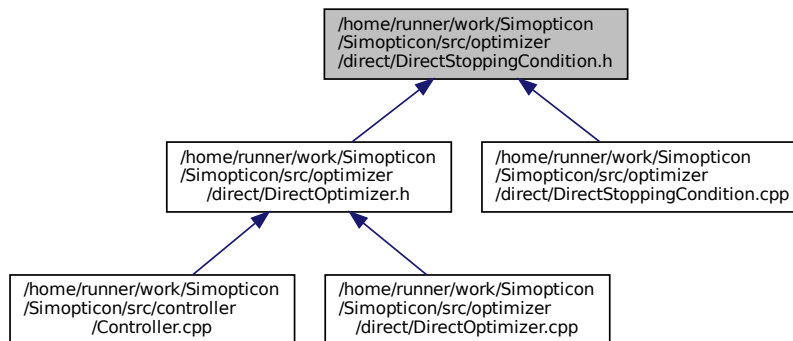 /home/runner/work/Simopticon
/Simopticon/src/optimizer
/direct/DirectStoppingCondition.h
/home/runner/work/Simopticon
/Simopticon/src/optimizer
/direct/DirectOptimizer.h
/home/runner/work/Simopticon
/Simopticon/src/optimizer
/direct/DirectStoppingCondition.cpp
/home/runner/work/Simopticon
/Simopticon/src/controller
/Controller.cpp
/home/runner/work/Simopticon
/Simopticon/src/optimizer
/direct/DirectOptimizer.cpp